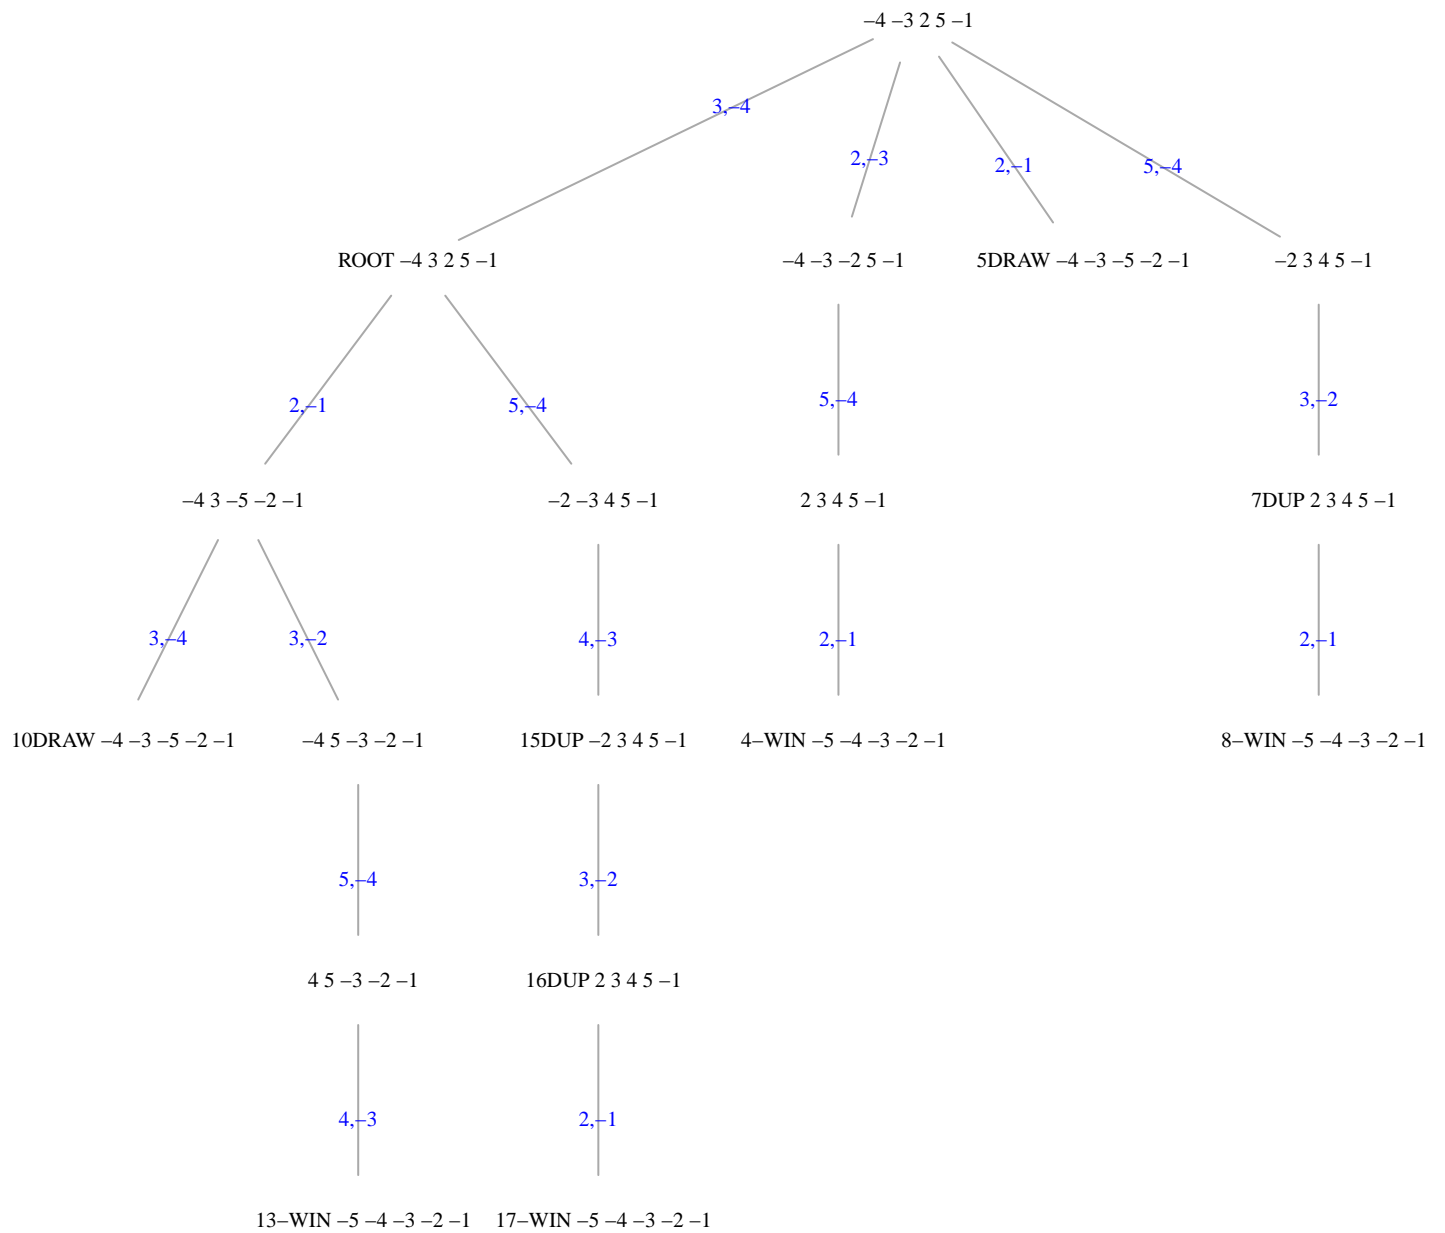 –4 –3 2 5 –1
3,–4
2,–3
2,–1
5,–4
ROOT –4 3 2 5 –1
–4 –3 –2 5 –1
5DRAW –4 –3 –5 –2 –1
–2 3 4 5 –1
2,–1
5,–4
5,–4
3,–2
–4 3 –5 –2 –1
–2 –3 4 5 –1
2 3 4 5 –1
7DUP 2 3 4 5 –1
3,–4
3,–2
4,–3
2,–1
2,–1
10DRAW –4 –3 –5 –2 –1
–4 5 –3 –2 –1
15DUP –2 3 4 5 –1
4–WIN –5 –4 –3 –2 –1
8–WIN –5 –4 –3 –2 –1
5,–4
3,–2
4 5 –3 –2 –1
16DUP 2 3 4 5 –1
4,–3
2,–1
13–WIN –5 –4 –3 –2 –1
17–WIN –5 –4 –3 –2 –1